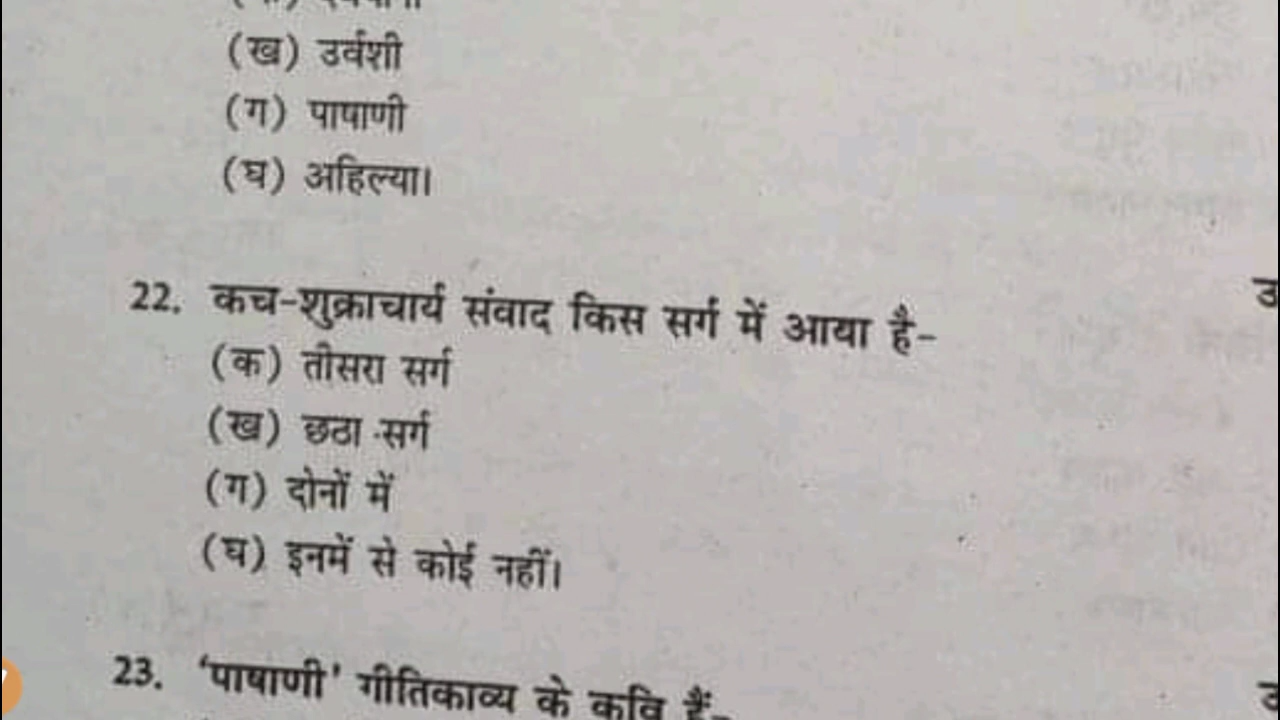 (ख) उर्वशी
(ग) पाषाणी
(घ) अहिल्या।
22. कच-शुक्राचार्य संवाद किस सर्ग में आया है-
(क) तीसरा सर्ग
(ख) छठा सर्ग
(ग) दोनों में
(घ) इनमें से कोई नहीं।
23. 'पाषाणी' गीतिकाव्य के कवि हैं-